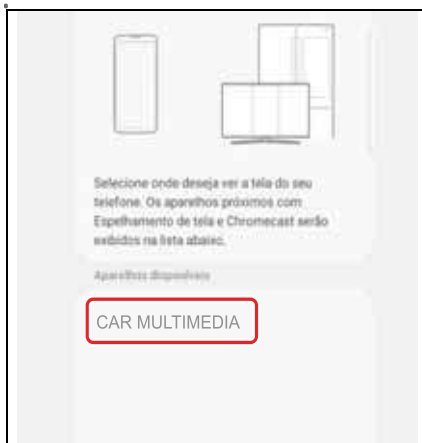 Selecione onde deseja ver a tela do seu
telefone. Os aparelhos próximos com
Espelhamento de tela e Chromecast serão
exibidos na lista abaixo.
Aparelhos disponíveis
CAR MULTIMEDIA